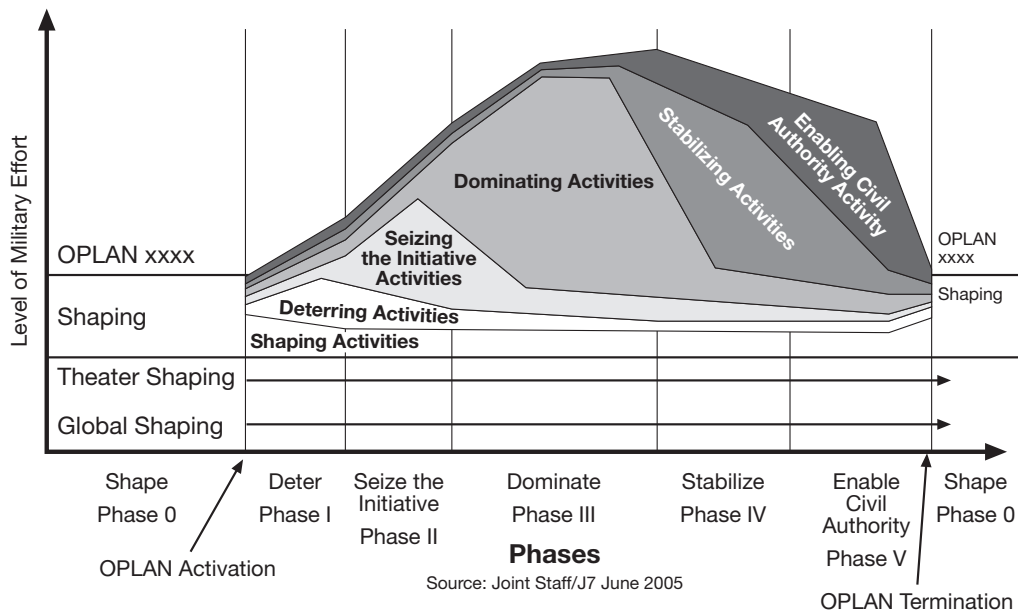 Level of Military Effort
OPLAN xxxx
Shaping
Theater Shaping
Global Shaping
Dominating Activities
Seizing
the Initiative
Activities
Deterring Activities
Shaping Activities
Stabilizing Activities
Enabling Civil
Authority Activity
OPLAN
xxxx
Shaping
Shape
Phase 0
Deter
Phase I
Seize the
Initiative
Phase II
Dominate
Phase III
Stabilize
Phase IV
Enable
Civil
Authority
Phase V
Shape
Phase 0
OPLAN Activation
Phases
Source: Joint Staff/J7 June 2005
OPLAN Termination